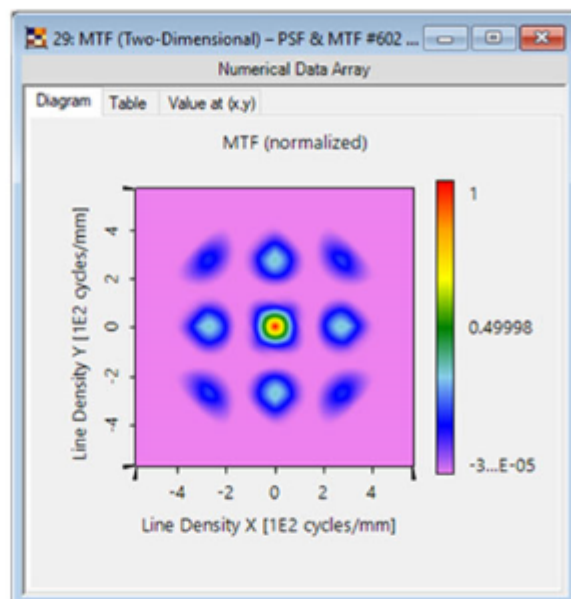 29: MTF (Two-Dimensional) – PSF & MTF #602 ...
Numerical Data Array
Diagram Table Value at (x,y)
MTF (normalized)
1
0.49998
-3...E-05
Line Density Y [1E2 cycles/mm]
4
2
0
-2
-4
-4 -2 0 2 4
Line Density X [1E2 cycles/mm]